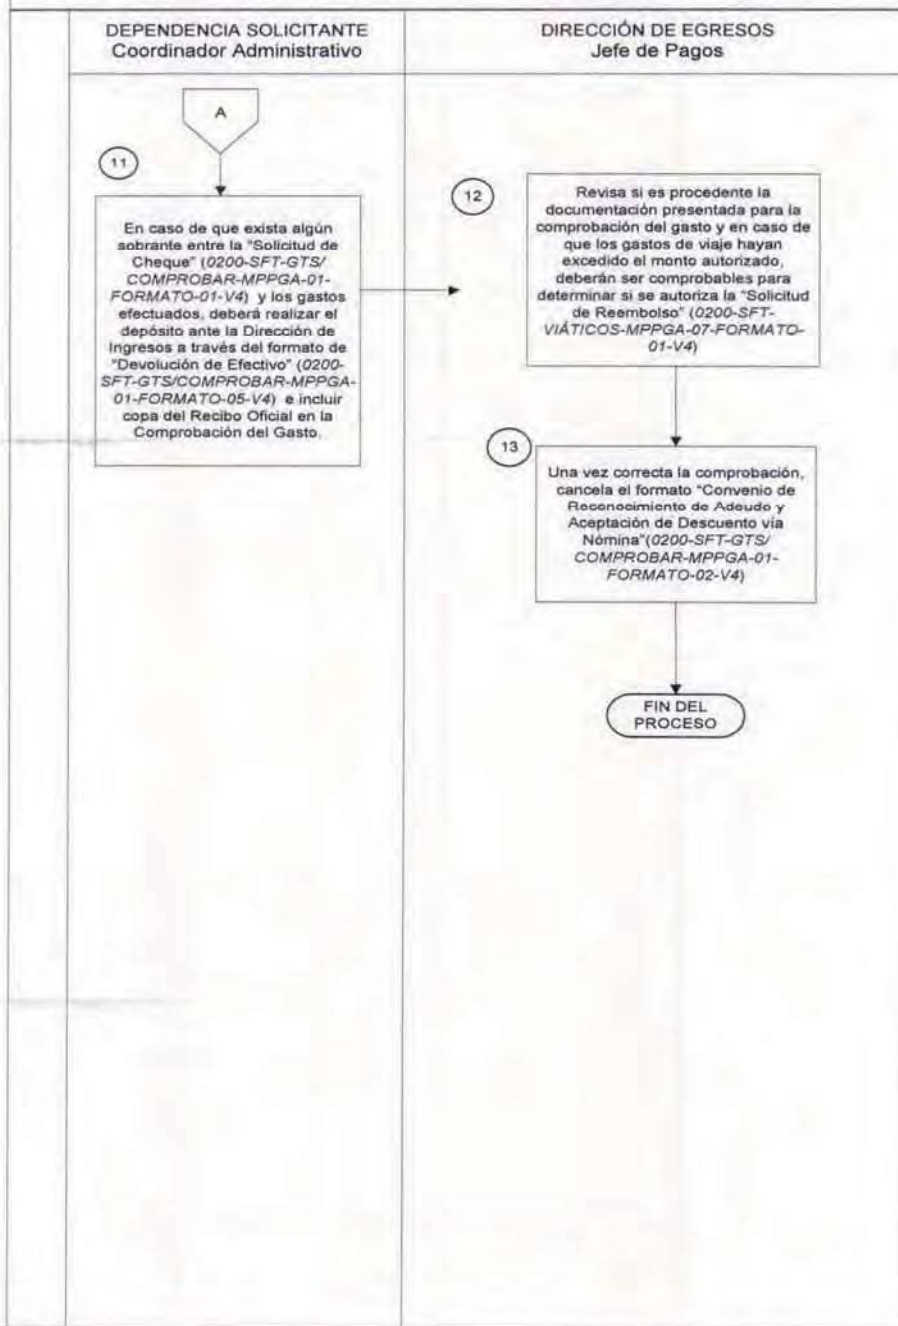 DEPENDENCIA SOLICITANTE
Coordinador Administrativo
DIRECCIÓN DE EGRESOS
Jefe de Pagos
A
11
En caso de que exista algún
sobrante entre la "Solicitud de
Cheque" (0200-SFT-GTS/
COMPROBAR-MPPGA-01-
FORMATO-01-V4) y los gastos
efectuados, deberá realizar el
depósito ante la Dirección de
Ingresos a través del formato de
"Devolución de Efectivo" (0200-
SFT-GTS/COMPROBAR-MPPGA-
01-FORMATO-05-V4) e incluir
copa del Recibo Oficial en la
Comprobación del Gasto.
12
Revisa si es procedente la
documentación presentada para la
comprobación del gasto y en caso de
que los gastos de viaje hayan
excedido el monto autorizado,
deberán ser comprobables para
determinar si se autoriza la "Solicitud
de Reembolso" (0200-SFT-
VIÁTICOS-MPPGA-07-FORMATO-
01-V4)
13
Una vez correcta la comprobación,
cancela el formato "Convenio de
Reconocimiento de Adeudo y
Aceptación de Descuento vía
Nómina"(0200-SFT-GTS/
COMPROBAR-MPPGA-01-
FORMATO-02-V4)
FIN DEL
PROCESO